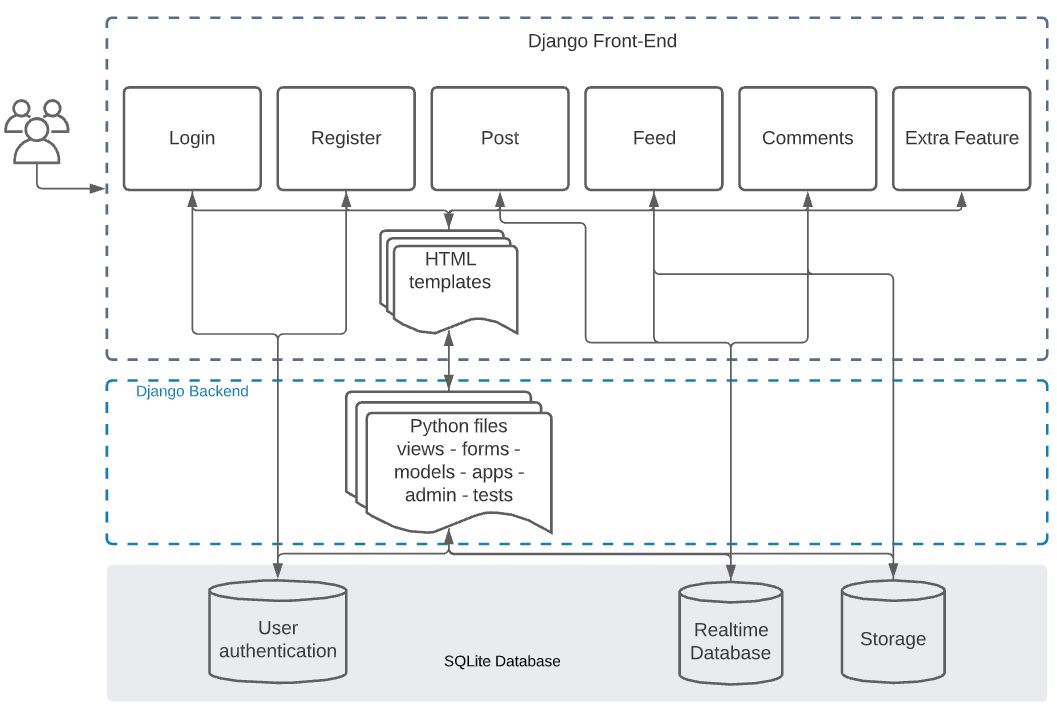 Django Front-End
Login
Register
Post
Feed
Comments
Extra Feature
HTML
templates
Django Backend
Python files
views - forms -
models - apps -
admin - tests
User
authentication
SQLite Database
Realtime
Database
Storage